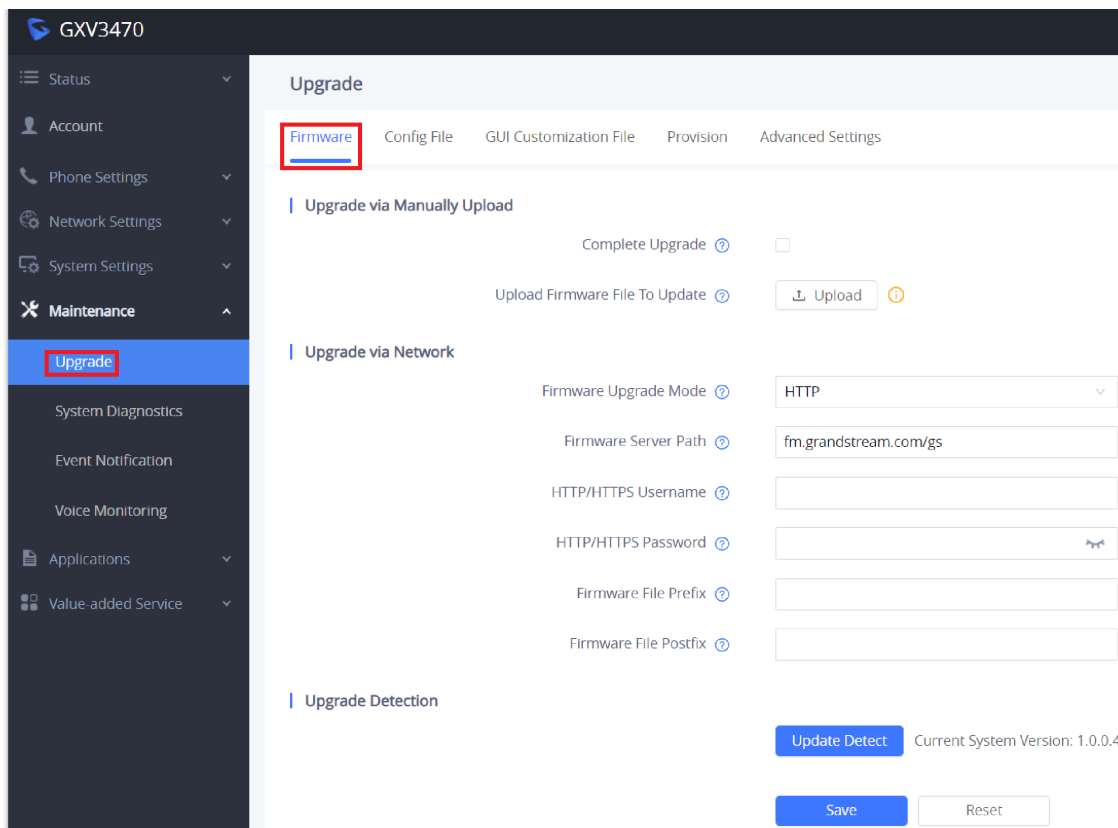 GXV3470
Status
Account
Phone Settings
Network Settings
System Settings
Maintenance
Upgrade
System Diagnostics
Event Notification
Voice Monitoring
Applications
Value-added Service
Upgrade
Firmware Config File GUI Customization File Provision Advanced Settings
Upgrade via Manually Upload
Complete Upgrade
Upload Firmware File To Update Upload
Upgrade via Network
Firmware Upgrade Mode HTTP
Firmware Server Path fm.grandstream.com/gs
HTTP/HTTPS Username
HTTP/HTTPS Password
Firmware File Prefix
Firmware File Postfix
Upgrade Detection
Update Detect Current System Version: 1.0.0.4
Save Reset